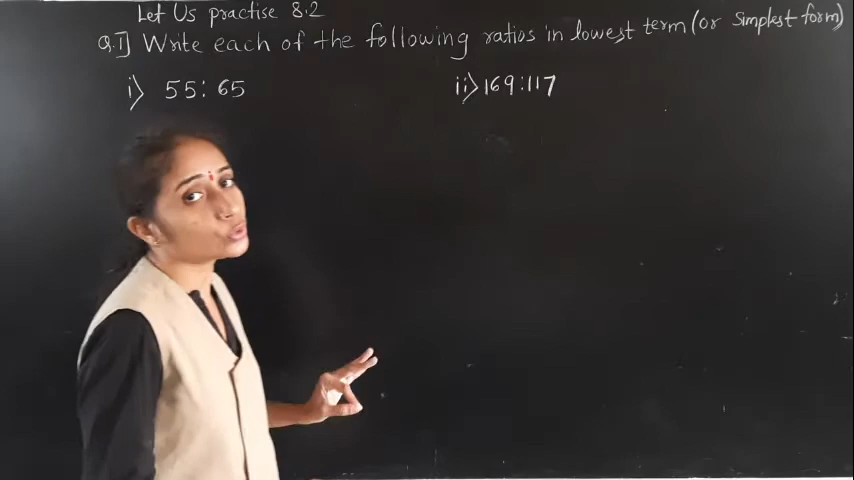 Let Us practise 8.2
Q.I] Write each of the following ratios in lowest term (or simplest form)
i) 55 : 65 ii) 169 : 117